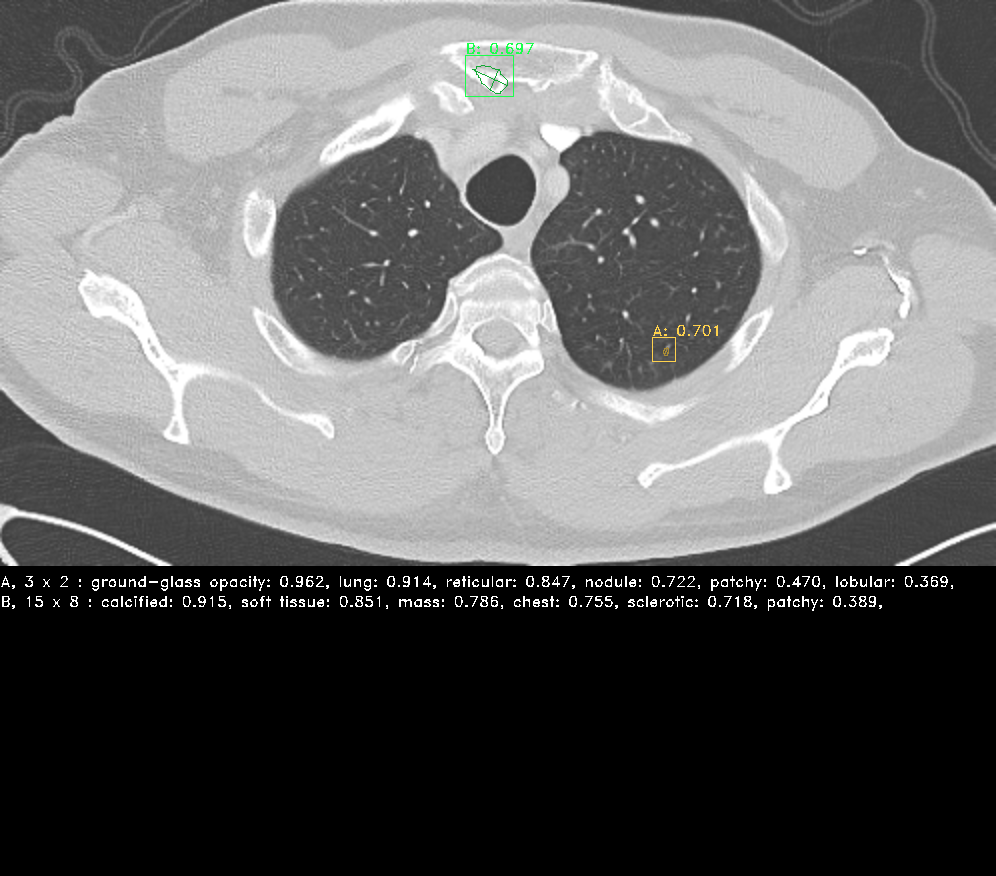 B: 0.697
A: 0.701
A, 3 x 2 : ground-glass opacity: 0.962, lung: 0.914, reticular: 0.847, nodule: 0.722, patchy: 0.470, lobular: 0.369,
B, 15 x 8 : calcified: 0.915, soft tissue: 0.851, mass: 0.786, chest: 0.755, sclerotic: 0.718, patchy: 0.389,